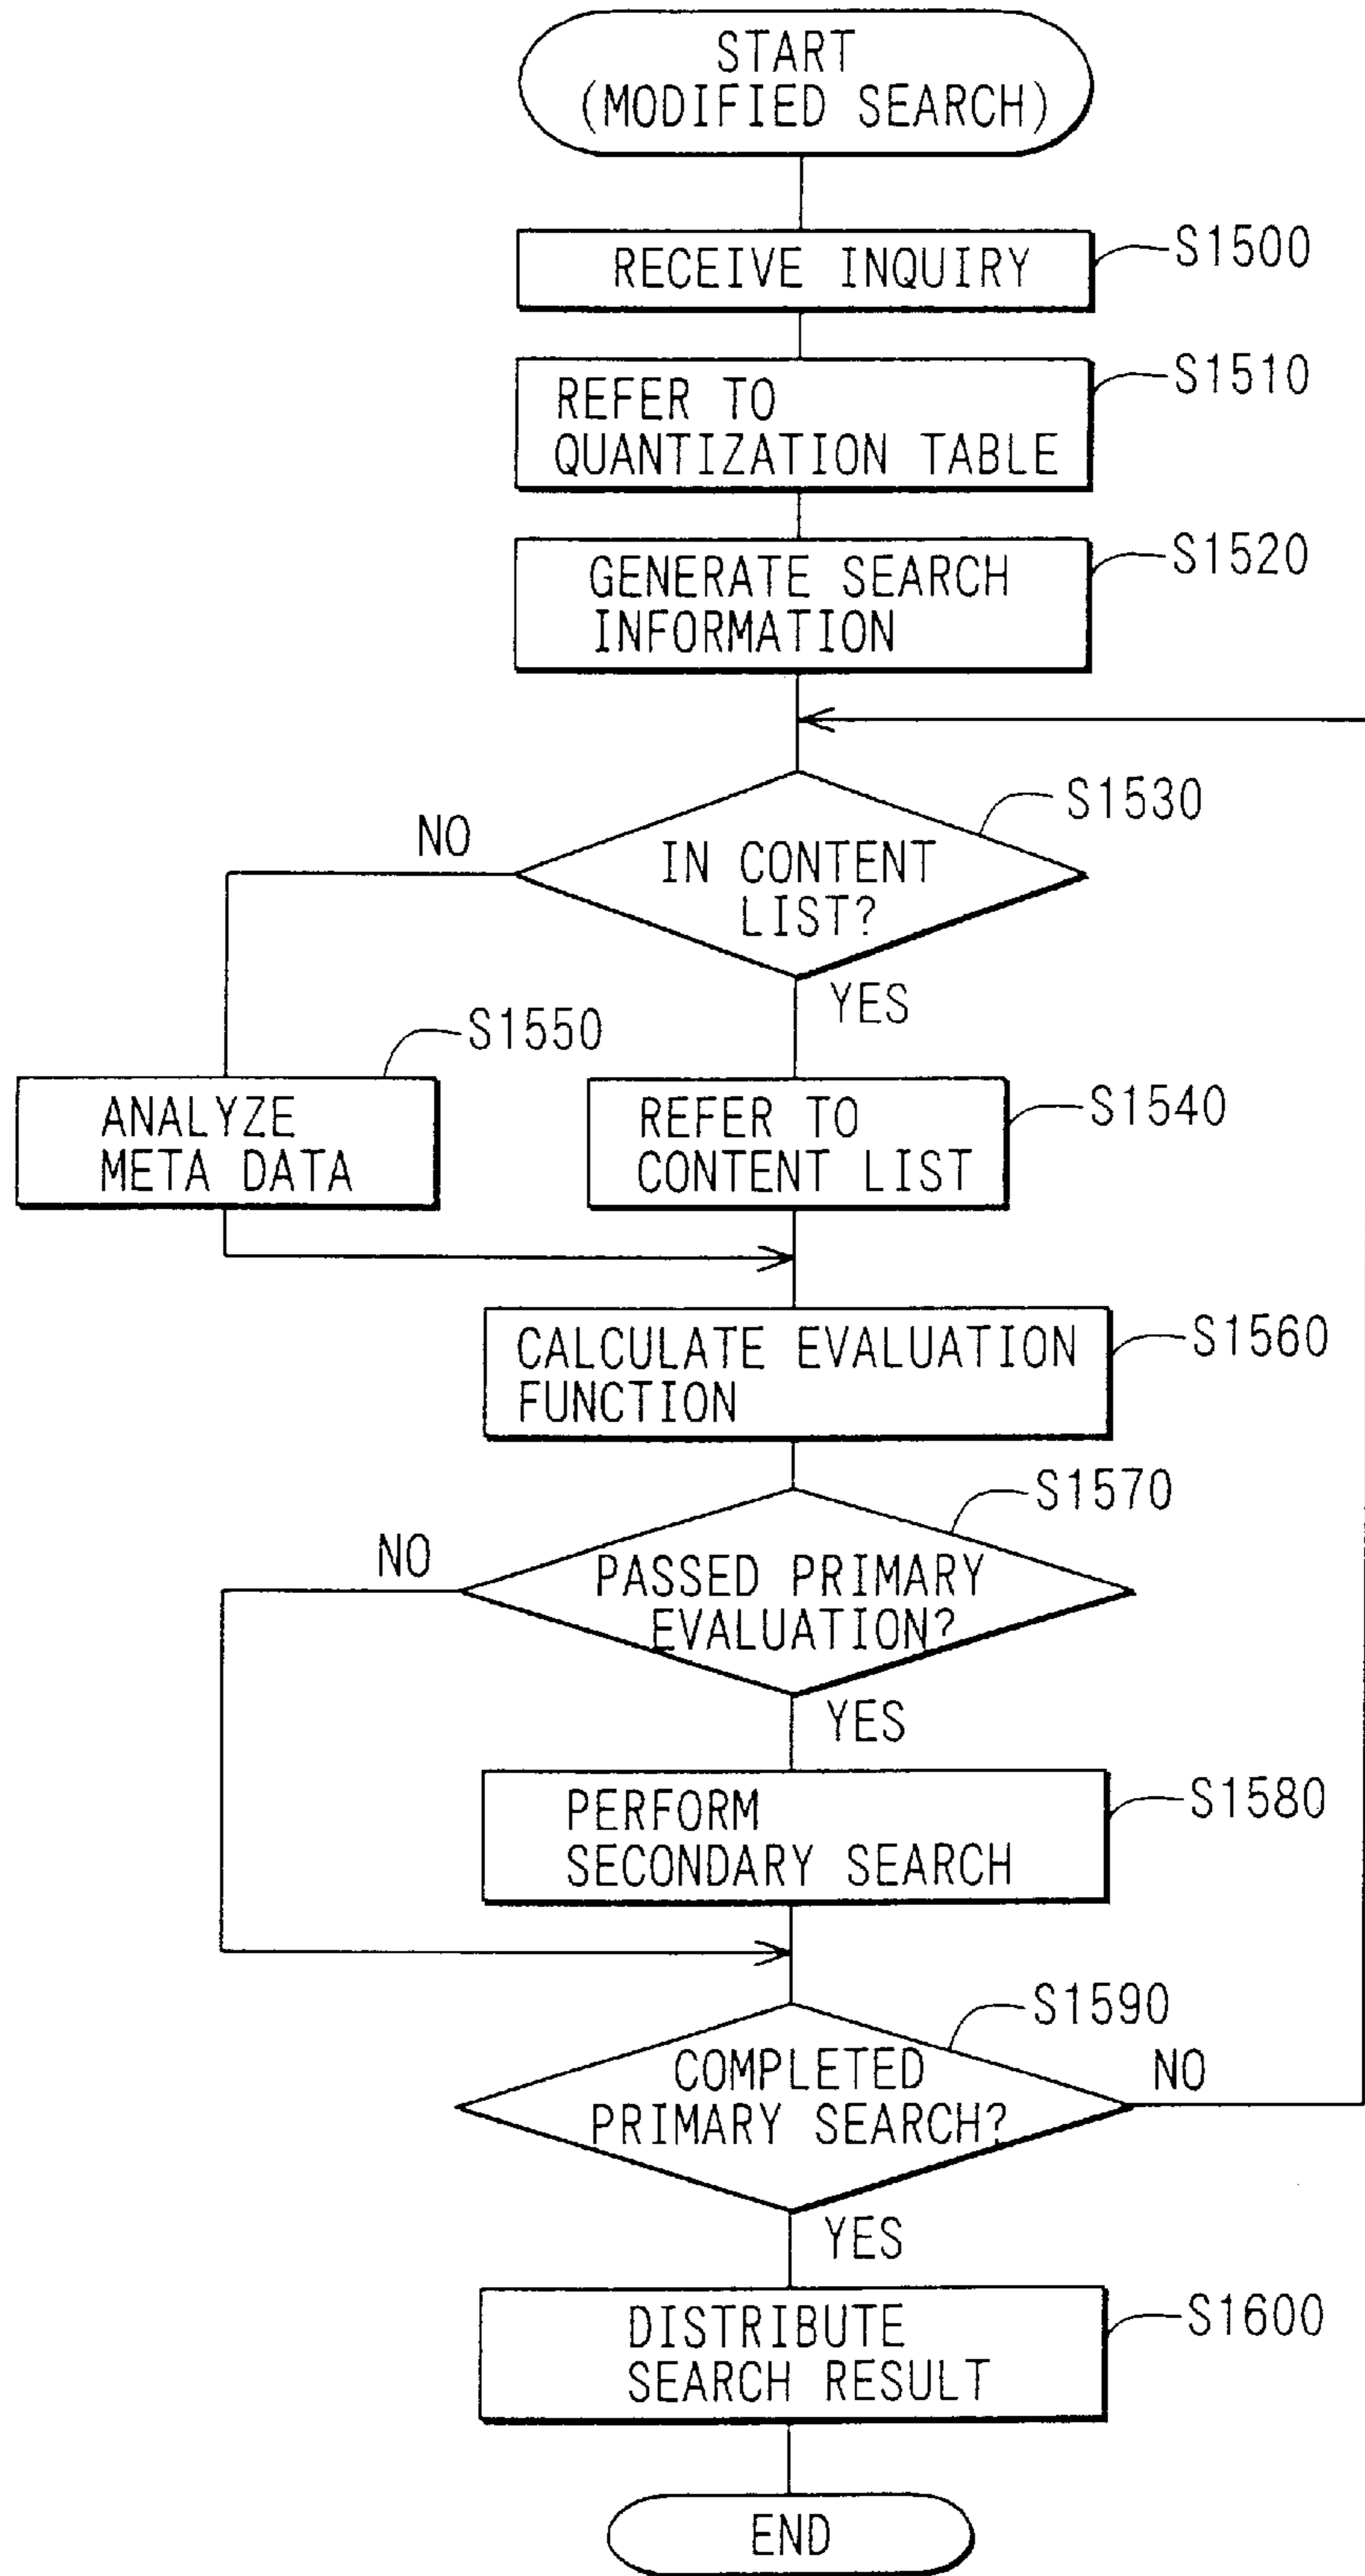 START
(MODIFIED SEARCH)
RECEIVE INQUIRY
S1500
REFER TO
QUANTIZATION TABLE
S1510
GENERATE SEARCH
INFORMATION
S1520
S1530
NO
IN CONTENT
LIST?
YES
S1550
ANALYZE
META DATA
REFER TO
CONTENT LIST
S1540
CALCULATE EVALUATION
FUNCTION
S1560
S1570
NO
PASSED PRIMARY
EVALUATION?
YES
PERFORM
SECONDARY SEARCH
S1580
S1590
COMPLETED
PRIMARY SEARCH?
NO
YES
DISTRIBUTE
SEARCH RESULT
S1600
END